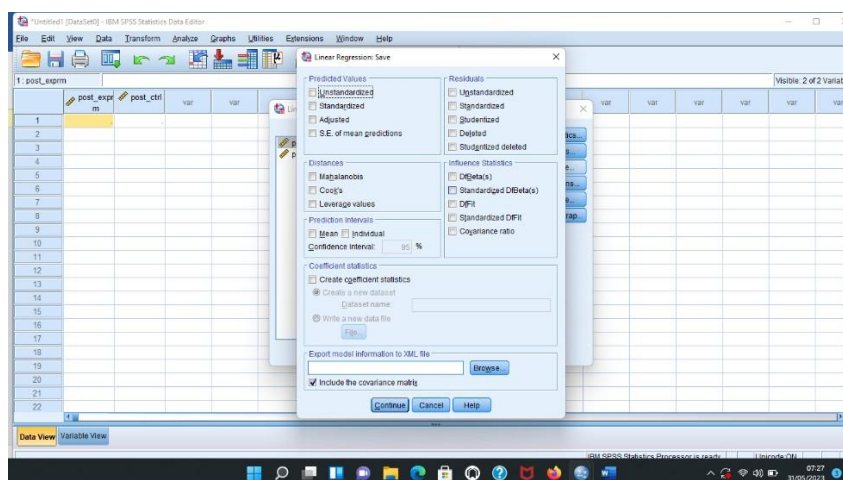 *Untitled1 [DataSet0] - IBM SPSS Statistics Data Editor
File Edit View Data Transform Analyze Graphs Utilities Extensions Window Help
1: post_exprm
Visible: 2 of 2 Variab
post_expr
m
post_ctrl
var
var
var
var
var
var
var
1
2
3
4
5
6
7
8
9
10
11
12
13
14
15
16
17
18
19
20
21
22
Linear Regression: Save
Predicted Values
Unstandardized
Standardized
Adjusted
S.E. of mean predictions
Residuals
Unstandardized
Standardized
Studentized
Deleted
Studentized deleted
Distances
Mahalanobis
Cook's
Leverage values
Influence Statistics
DfBeta(s)
Standardized DfBeta(s)
DfFit
Standardized DfFit
Covariance ratio
Prediction Intervals
Mean Individual
Confidence Interval: 95 %
Coefficient statistics
Create coefficient statistics
Create a new dataset
Dataset name:
Write a new data file
File...
Export model information to XML file
Browse...
Include the covariance matrix
Continue Cancel Help
Data View Variable View
IBM SPSS Statistics Processor is ready
Unicode:ON
07:27
31/05/2023